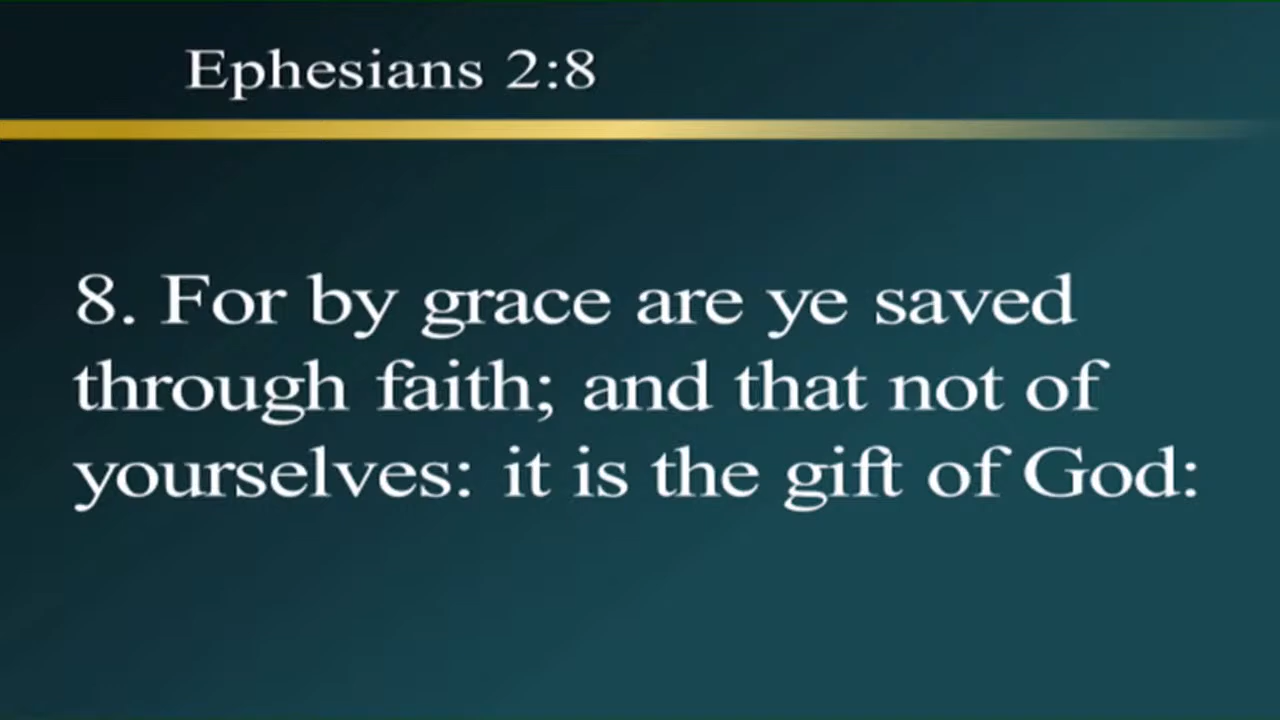 Ephesians 2:8
8. For by grace are ye saved
through faith; and that not of
yourselves: it is the gift of God: